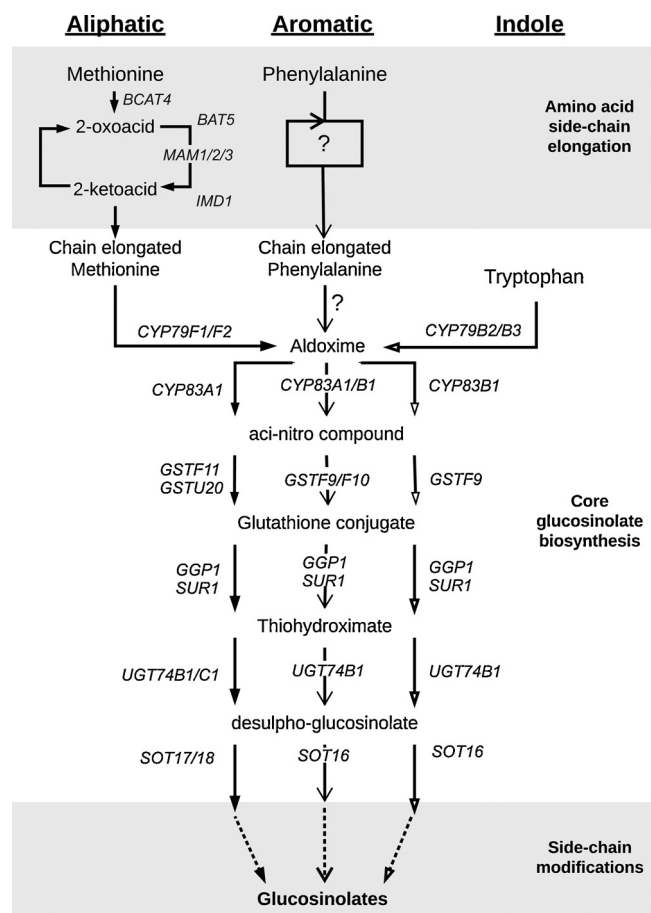 Aliphatic Aromatic Indole
Methionine Phenylalanine
BCAT4
Amino acid
side-chain
elongation
2-oxoacid BAT5
?
MAM1/2/3
2-ketoacid IMD1
Chain elongated
Methionine
Chain elongated
Phenylalanine
Tryptophan
?
CYP79F1/F2 CYP79B2/B3
Aldoxime
CYP83A1 CYP83A1/B1 CYP83B1
aci-nitro compound
GSTF11
GSTU20
GSTF9/F10
GSTF9
Core
glucosinolate
biosynthesis
Glutathione conjugate
GGP1
SUR1
GGP1
SUR1
GGP1
SUR1
Thiohydroximate
UGT74B1/C1 UGT74B1 UGT74B1
desulpho-glucosinolate
SOT17/18 SOT16 SOT16
Side-chain
modifications
Glucosinolates